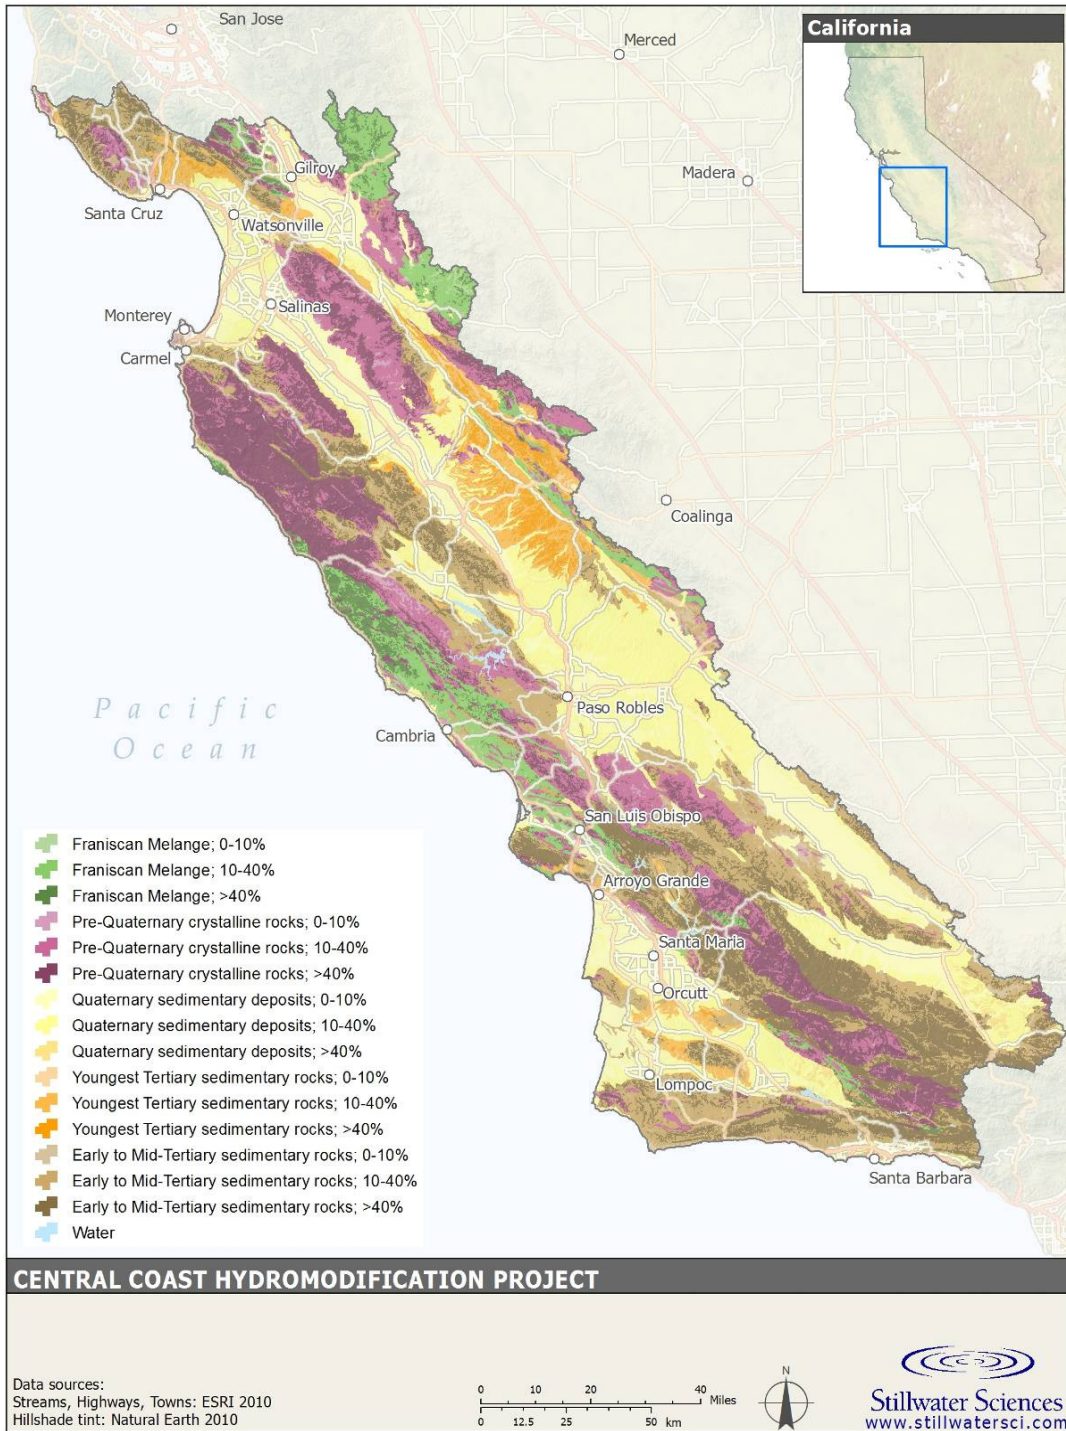 San Jose
Merced
California
Gilroy
Madera
Santa Cruz
Watsonville
Salinas
Monterey
Carmel
Coalinga
Pacific
Ocean
Paso Robles
Cambria
San Luis Obispo
Arroyo Grande
Santa Maria
Orcutt
Lompoc
Santa Barbara
Franiscan Melange; 0-10%
Franiscan Melange; 10-40%
Franiscan Melange; >40%
Pre-Quaternary crystalline rocks; 0-10%
Pre-Quaternary crystalline rocks; 10-40%
Pre-Quaternary crystalline rocks; >40%
Quaternary sedimentary deposits; 0-10%
Quaternary sedimentary deposits; 10-40%
Quaternary sedimentary deposits; >40%
Youngest Tertiary sedimentary rocks; 0-10%
Youngest Tertiary sedimentary rocks; 10-40%
Youngest Tertiary sedimentary rocks; >40%
Early to Mid-Tertiary sedimentary rocks; 0-10%
Early to Mid-Tertiary sedimentary rocks; 10-40%
Early to Mid-Tertiary sedimentary rocks; >40%
Water
CENTRAL COAST HYDROMODIFICATION PROJECT
Data sources:
Streams, Highways, Towns: ESRI 2010
Hillshade tint: Natural Earth 2010
0 10 20 40 Miles
0 12.5 25 50 km
N
Stillwater Sciences
www.stillwatersci.com